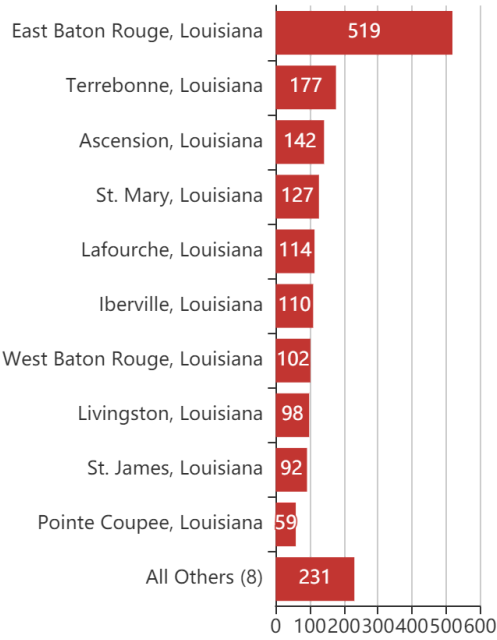 East Baton Rouge, Louisiana 519
Terrebonne, Louisiana 177
Ascension, Louisiana 142
St. Mary, Louisiana 127
Lafourche, Louisiana 114
Iberville, Louisiana 110
West Baton Rouge, Louisiana 102
Livingston, Louisiana 98
St. James, Louisiana 92
Pointe Coupee, Louisiana 59
All Others (8) 231
0 100 200 300 400 500 600